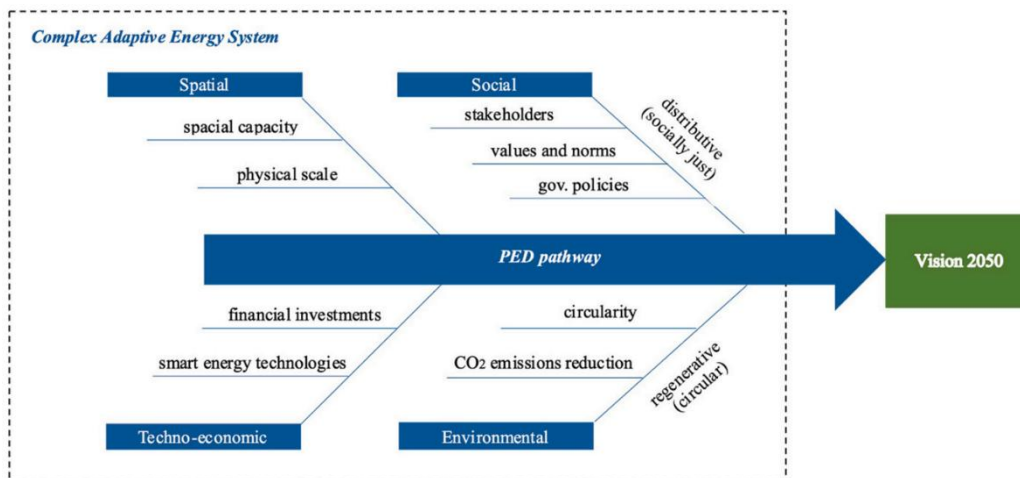 Complex Adaptive Energy System
Spatial
spacial capacity
physical scale
Social
stakeholders
values and norms
gov. policies
distributive
(socially just)
PED pathway
Vision 2050
financial investments
smart energy technologies
Techno-economic
circularity
CO2 emissions reduction
Environmental
regenerative
(circular)